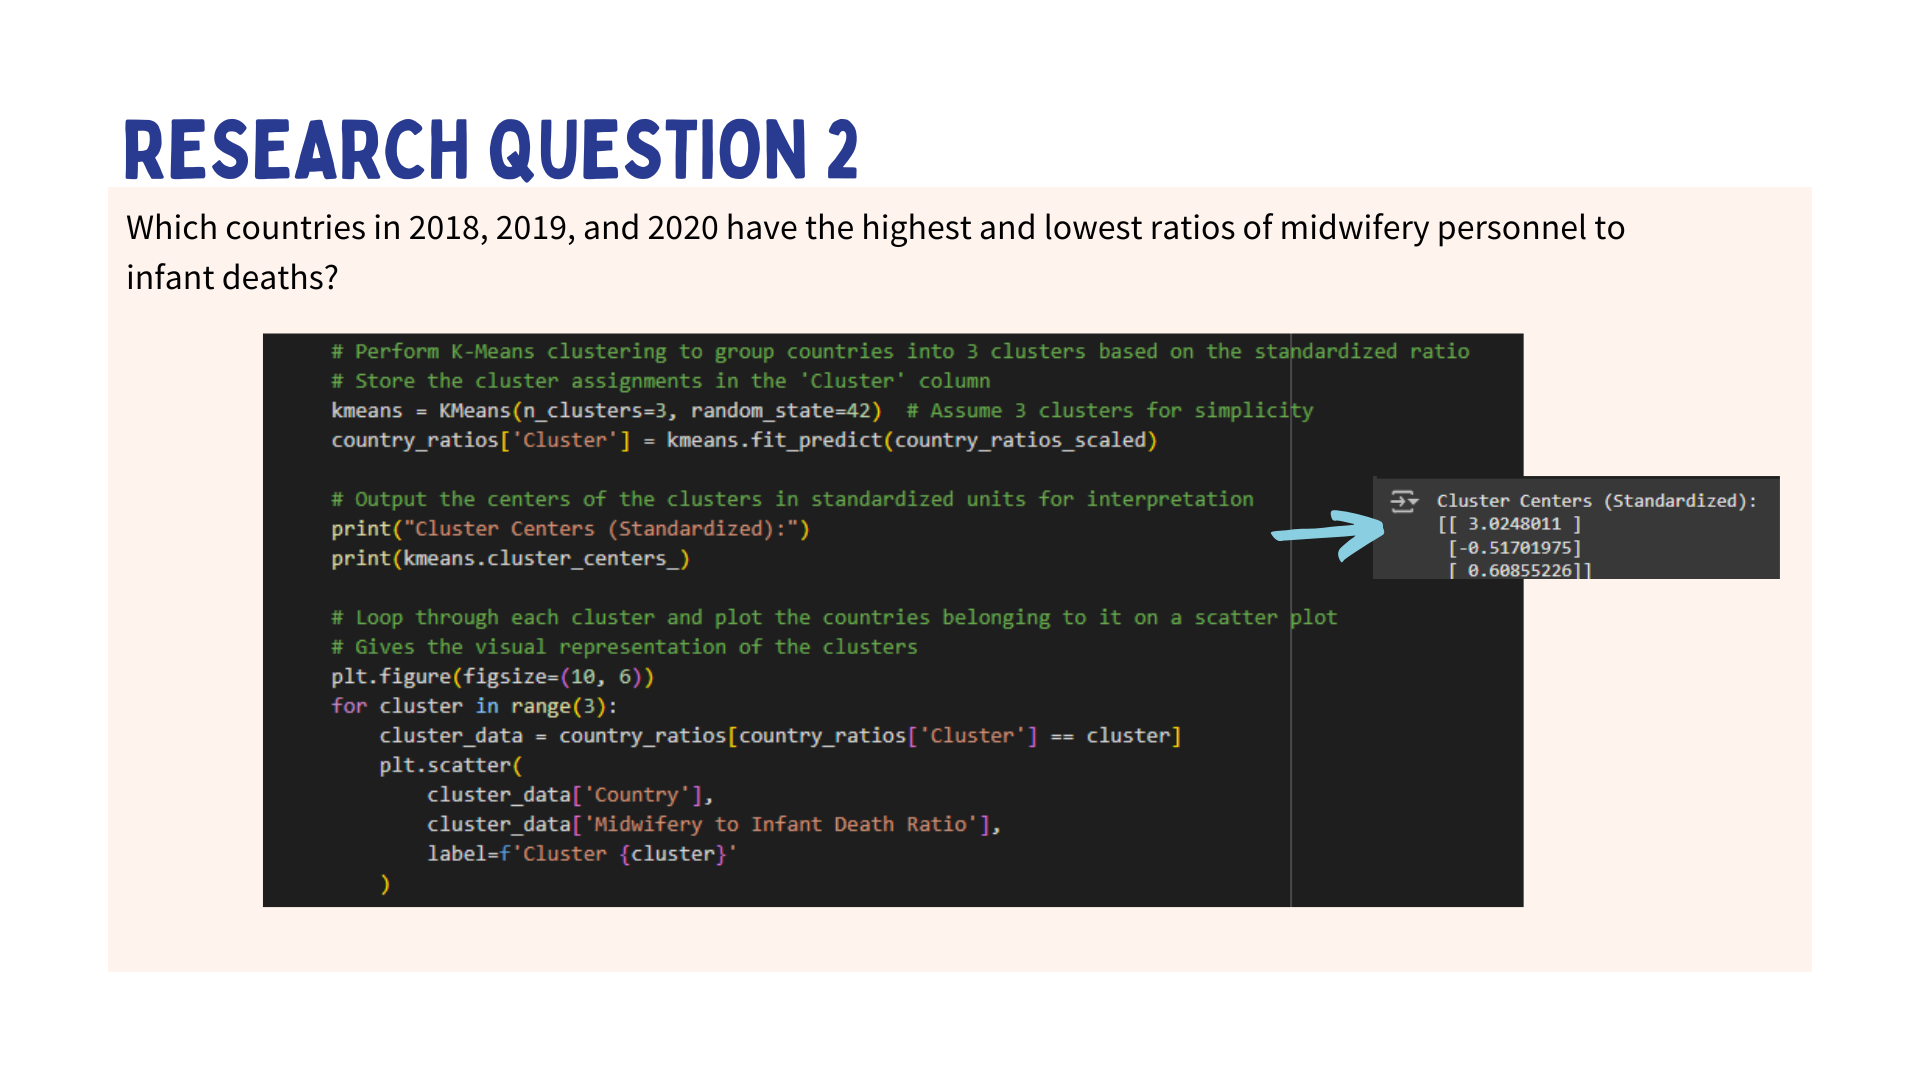 RESEARCH QUESTION 2
Which countries in 2018, 2019, and 2020 have the highest and lowest ratios of midwifery personnel to
infant deaths?
# Perform K-Means clustering to group countries into 3 clusters based on the standardized ratio
# Store the cluster assignments in the 'Cluster' column
kmeans = KMeans(n_clusters=3, random_state=42)  # Assume 3 clusters for simplicity
country_ratios['Cluster'] = kmeans.fit_predict(country_ratios_scaled)
# Output the centers of the clusters in standardized units for interpretation
print("Cluster Centers (Standardized):")
print(kmeans.cluster_centers_)
# Loop through each cluster and plot the countries belonging to it on a scatter plot
# Gives the visual representation of the clusters
plt.figure(figsize=(10, 6))
for cluster in range(3):
    cluster_data = country_ratios[country_ratios['Cluster'] == cluster]
    plt.scatter(
        cluster_data['Country'],
        cluster_data['Midwifery to Infant Death Ratio'],
        label=f'Cluster {cluster}'
    )
Cluster Centers (Standardized):
[[ 3.0248011 ]
 [-0.51701975]
 [ 0.60855226]]